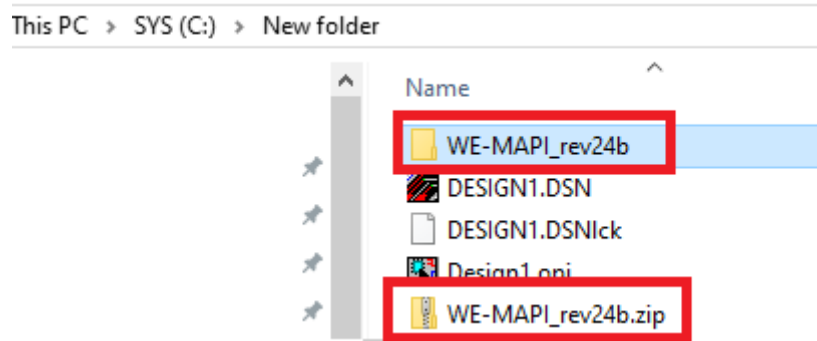 This PC > SYS (C:) > New folder
Name
WE-MAPI_rev24b
DESIGN1.DSN
DESIGN1.DSNlck
Design1.opj
WE-MAPI_rev24b.zip